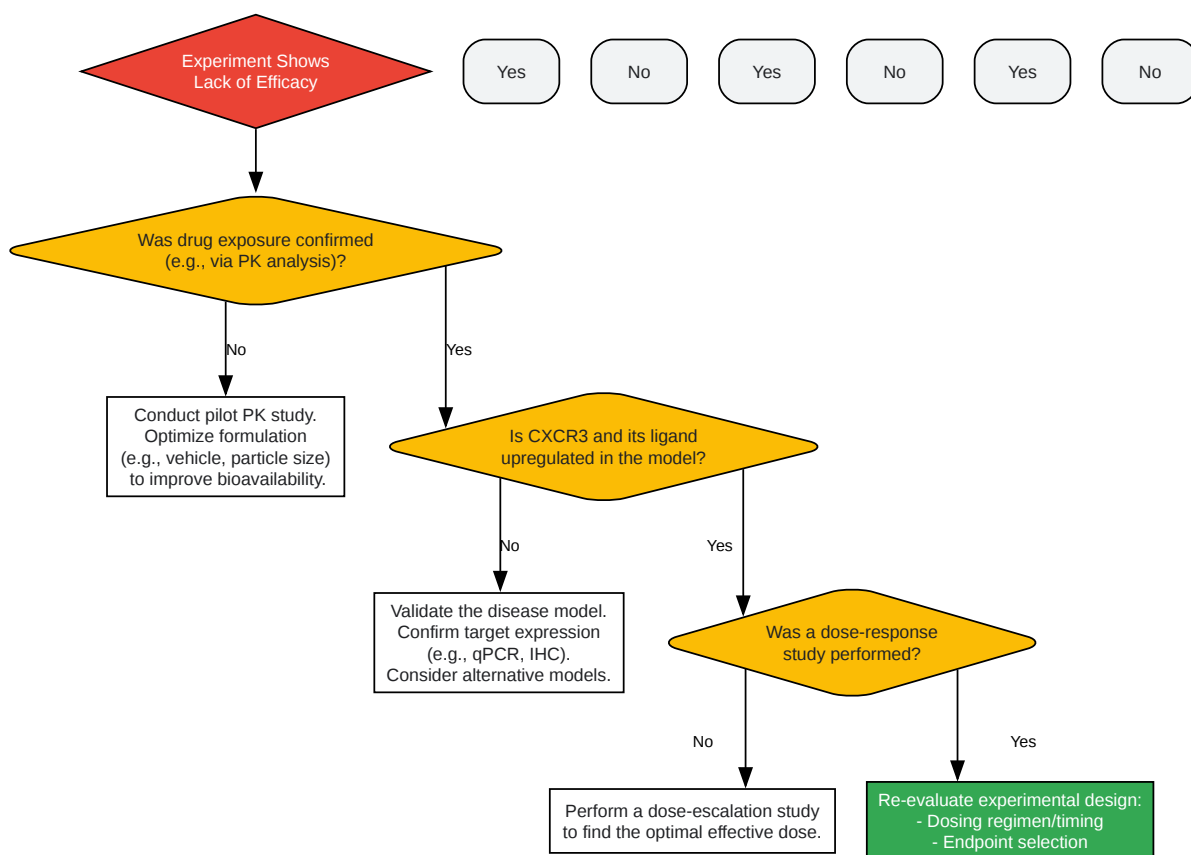 Experiment Shows
Lack of Efficacy
Yes
No
Yes
No
Yes
No
Was drug exposure confirmed
(e.g., via PK analysis)?
No
Yes
Conduct pilot PK study.
Optimize formulation
(e.g., vehicle, particle size)
to improve bioavailability.
Is CXCR3 and its ligand
upregulated in the model?
No
Yes
Validate the disease model.
Confirm target expression
(e.g., qPCR, IHC).
Consider alternative models.
Was a dose-response
study performed?
No
Yes
Perform a dose-escalation study
to find the optimal effective dose.
Re-evaluate experimental design:
- Dosing regimen/timing
- Endpoint selection